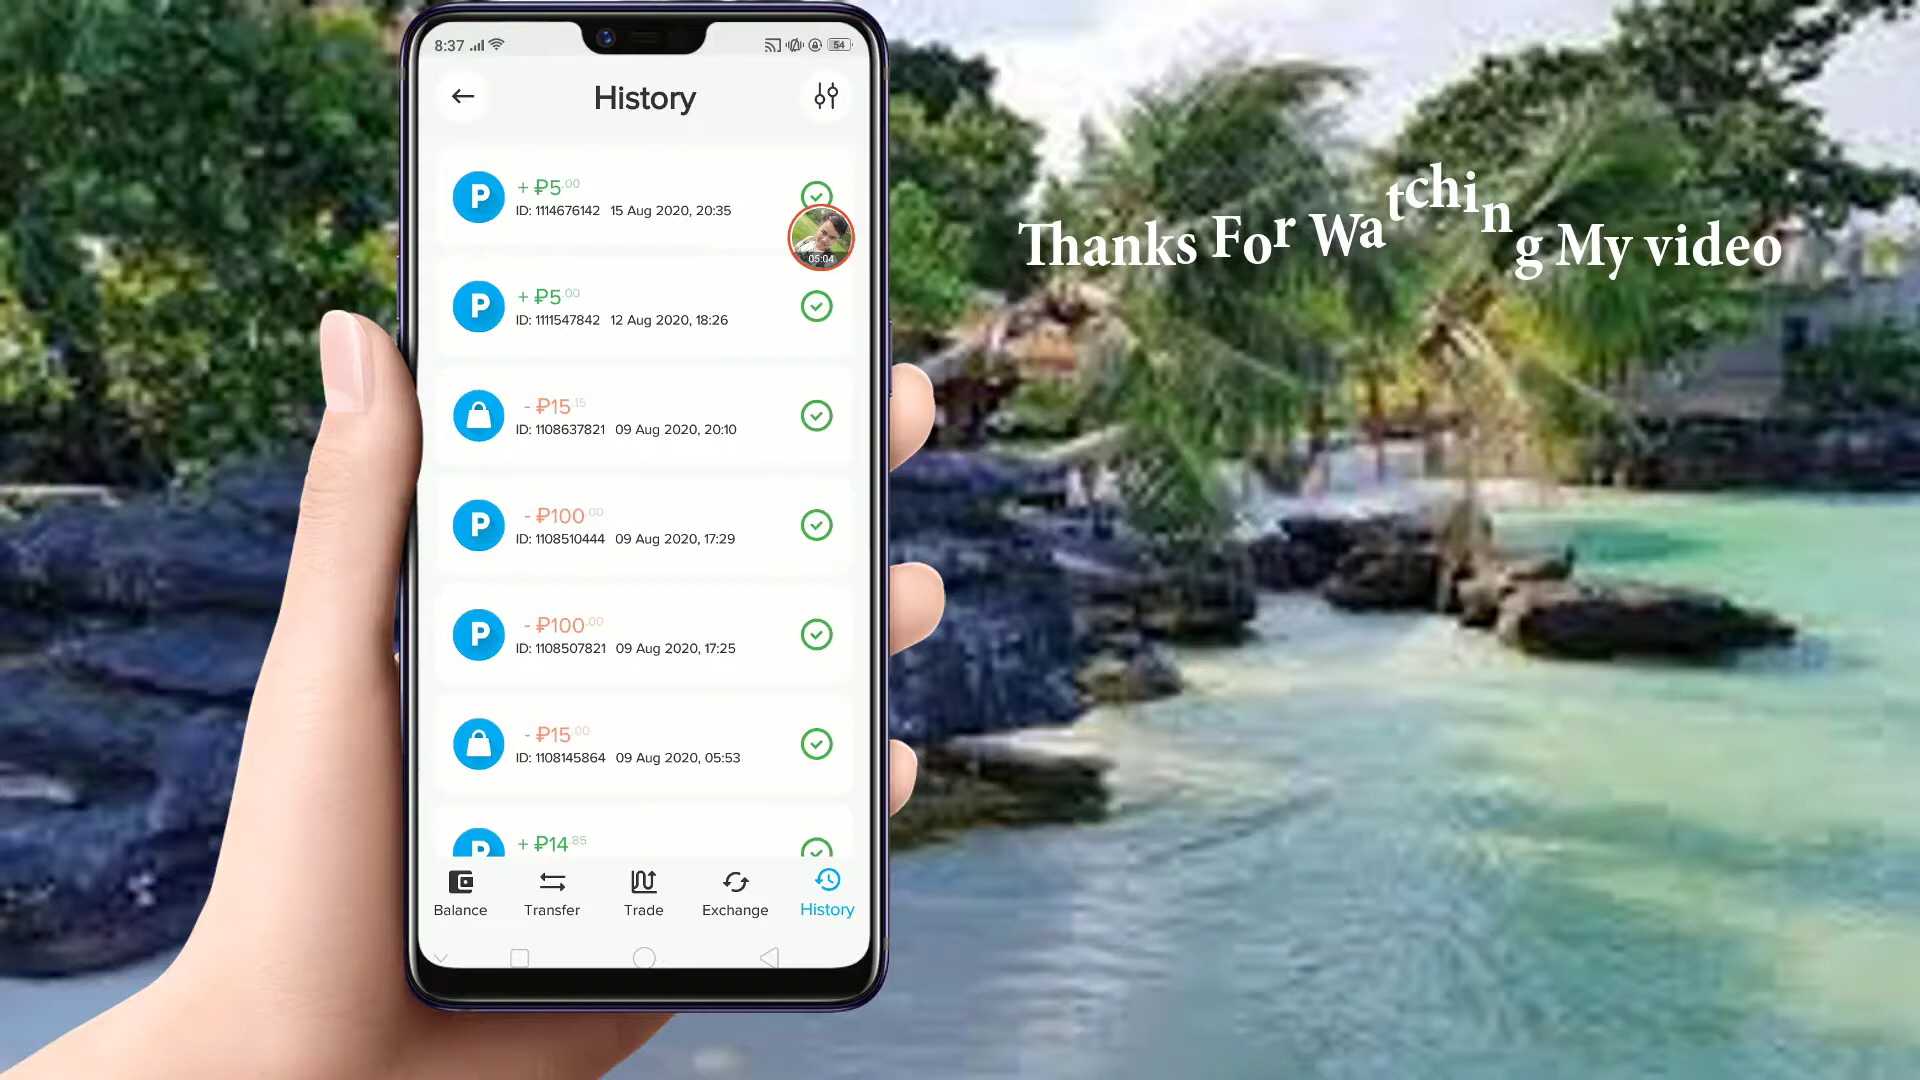 8:37
54
History
+ ₽5.00
ID: 1114676142 15 Aug 2020, 20:35
05:04
+ ₽5.00
ID: 1111547842 12 Aug 2020, 18:26
- ₽15.15
ID: 1108637821 09 Aug 2020, 20:10
- ₽100.00
ID: 1108510444 09 Aug 2020, 17:29
- ₽100.00
ID: 1108507821 09 Aug 2020, 17:25
- ₽15.00
ID: 1108145864 09 Aug 2020, 05:53
+ ₽14.85
Balance Transfer Trade Exchange History
Thanks For Watching My video